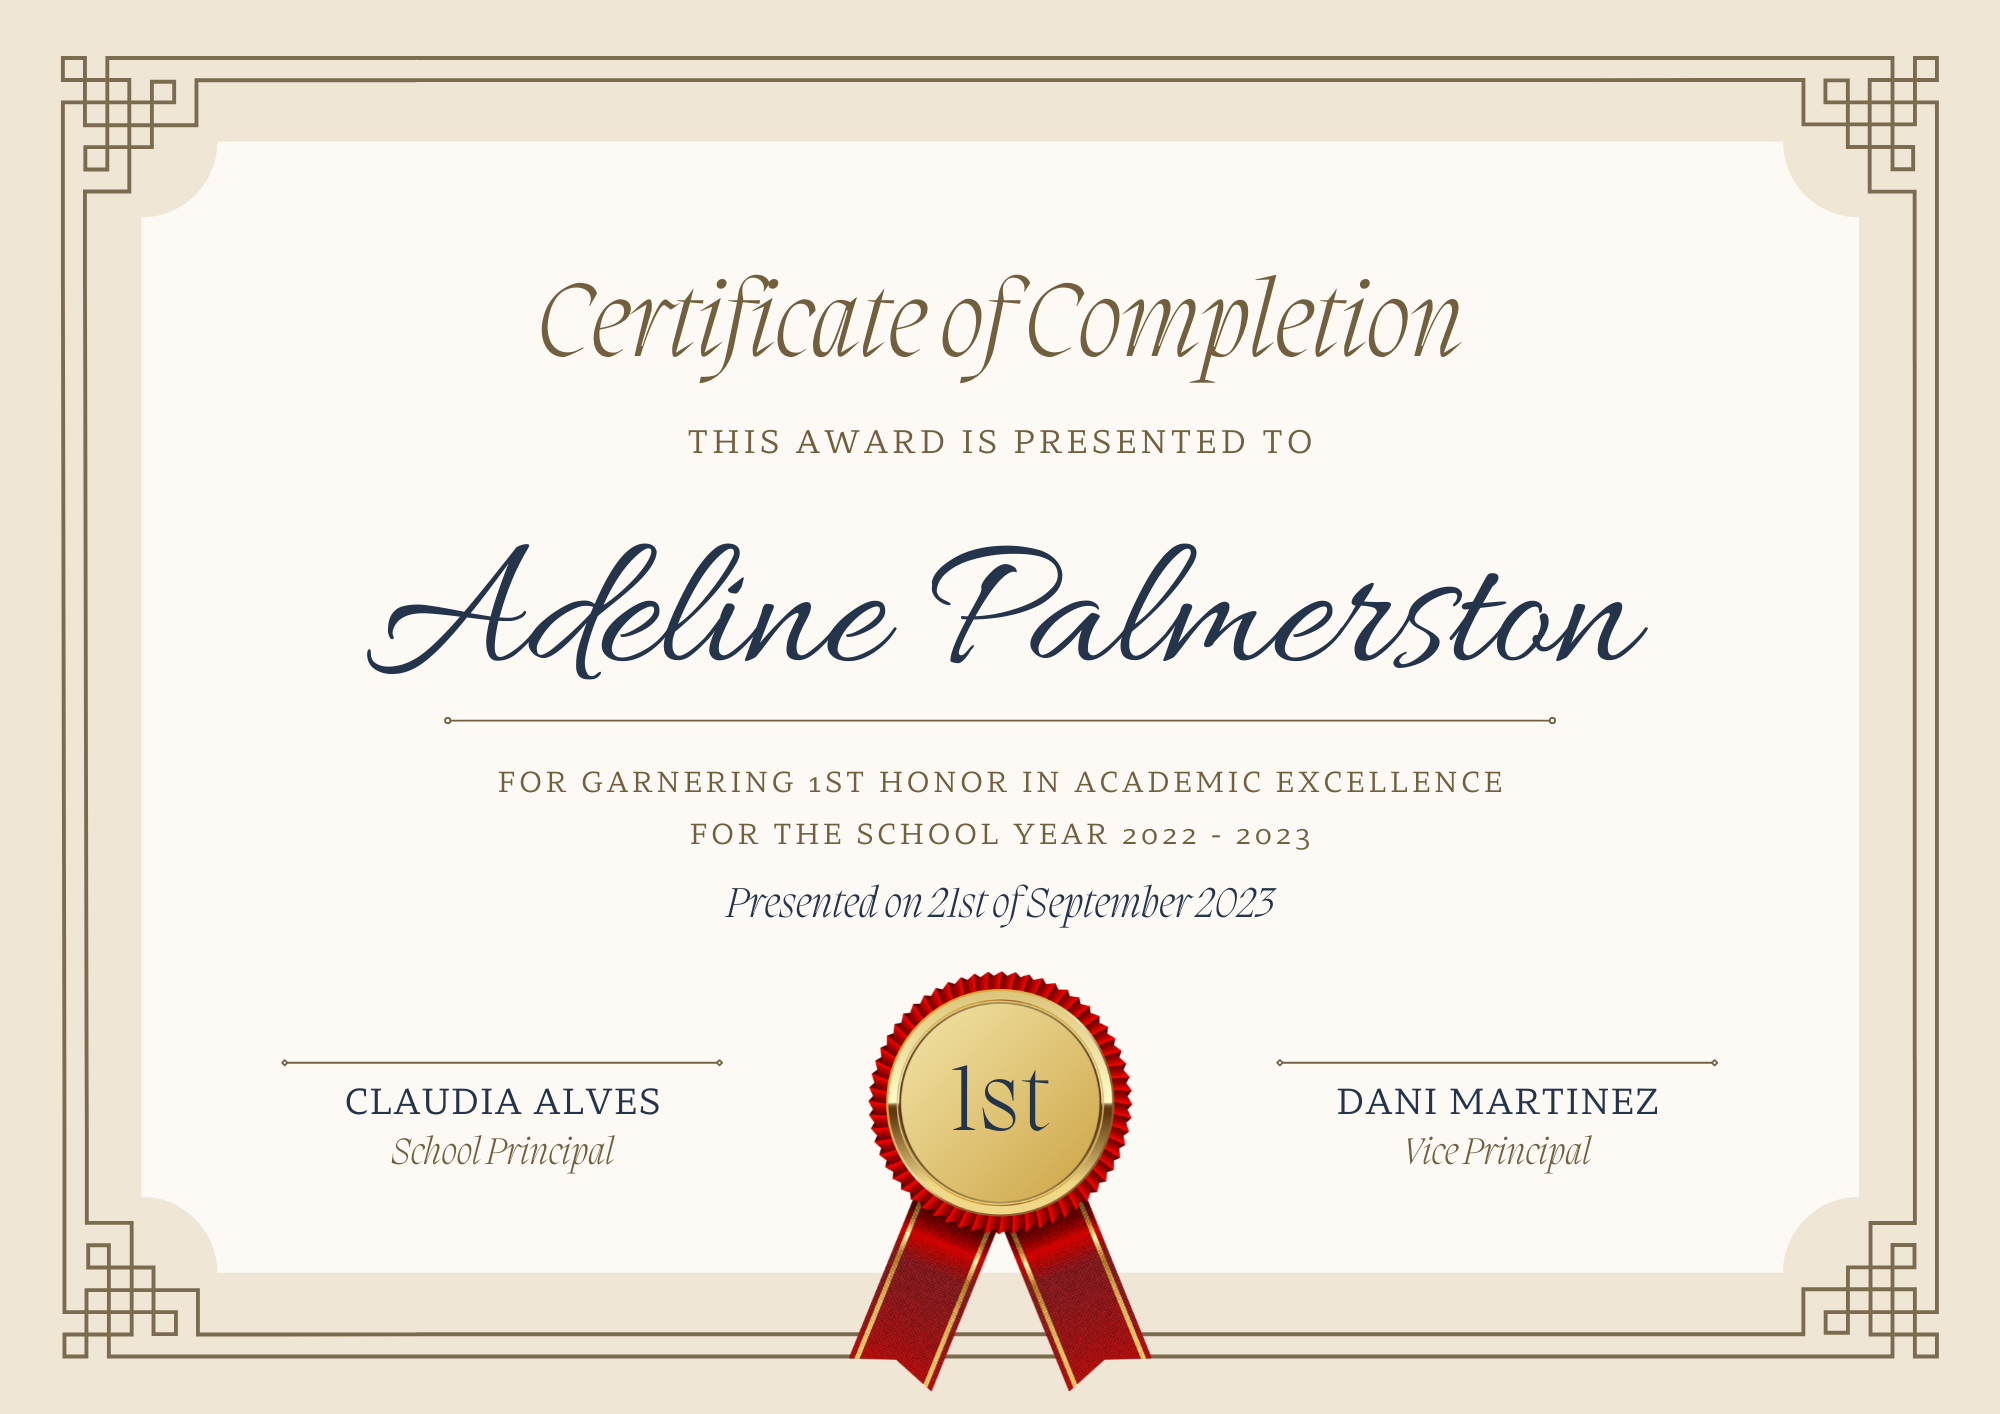 Certificate of Completion
THIS AWARD IS PRESENTED TO
Adeline Palmerston
FOR GARNERING 1ST HONOR IN ACADEMIC EXCELLENCE
FOR THE SCHOOL YEAR 2022 - 2023
Presented on 21st of September 2023
1st
CLAUDIA ALVES
School Principal
DANI MARTINEZ
Vice Principal